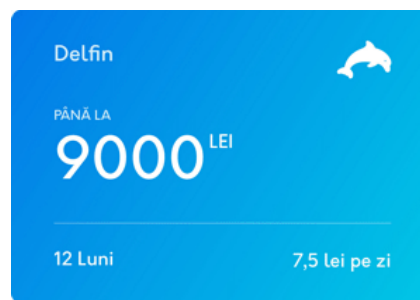 Delfin
PÂNĂ LA
9000 LEI
12 Luni
7,5 lei pe zi